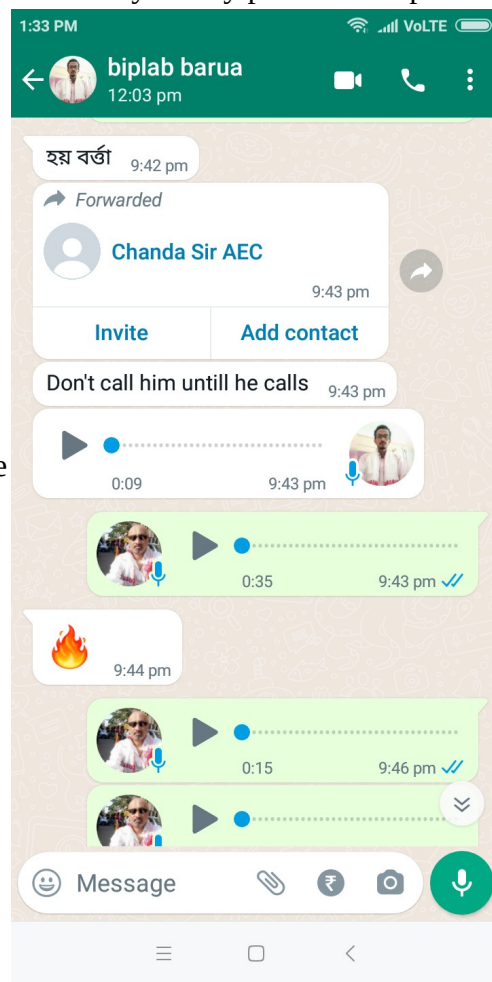 1:33 PM VoLTE
biplab barua
12:03 pm
হয় বৰ্ত্তা 9:42 pm
Forwarded
Chanda Sir AEC
9:43 pm
Invite Add contact
Don't call him untill he calls 9:43 pm
e
0:09 9:43 pm
0:35 9:43 pm
9:44 pm
0:15 9:46 pm
Message